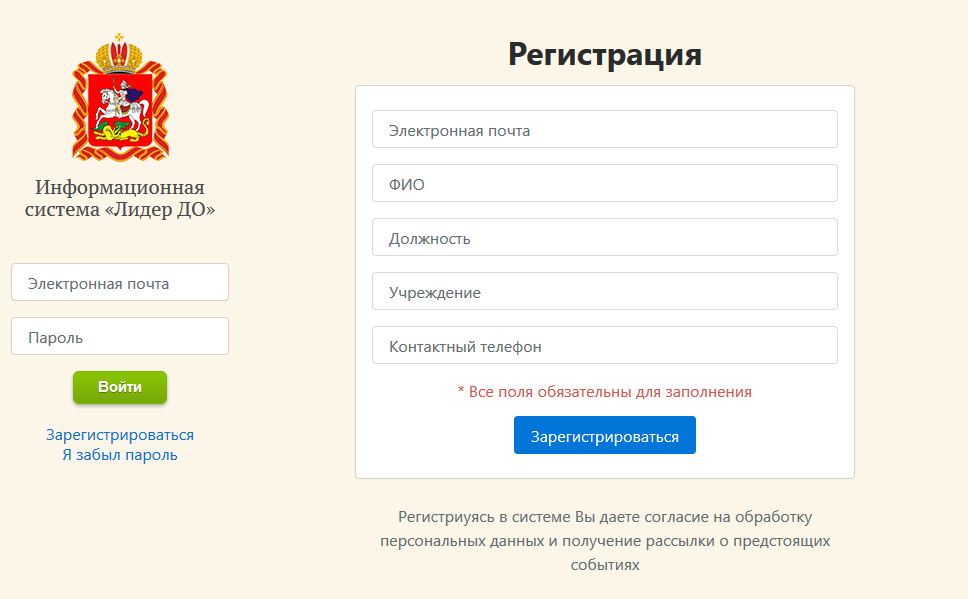 Информационная
система «Лидер ДО»
Электронная почта
Пароль
Войти
Зарегистрироваться
Я забыл пароль
Регистрация
Электронная почта
ФИО
Должность
Учреждение
Контактный телефон
* Все поля обязательны для заполнения
Зарегистрироваться
Регистриуясь в системе Вы даете согласие на обработку
персональных данных и получение рассылки о предстоящих
событиях